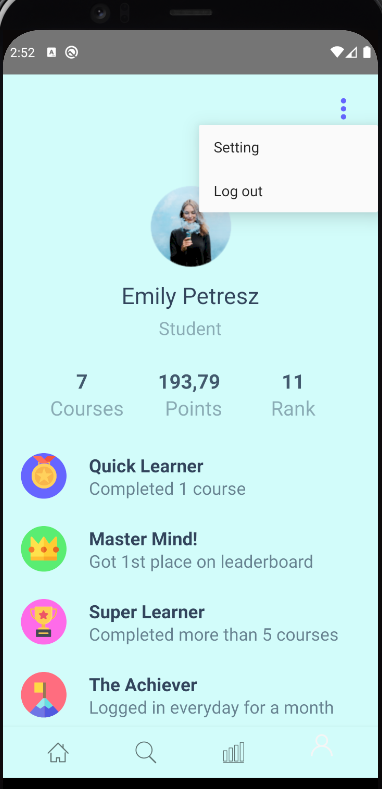 2:52
A
Setting
Log out
Emily Petresz
Student
7 193,79 11
Courses Points Rank
Quick Learner
Completed 1 course
Master Mind!
Got 1st place on leaderboard
Super Learner
Completed more than 5 courses
The Achiever
Logged in everyday for a month